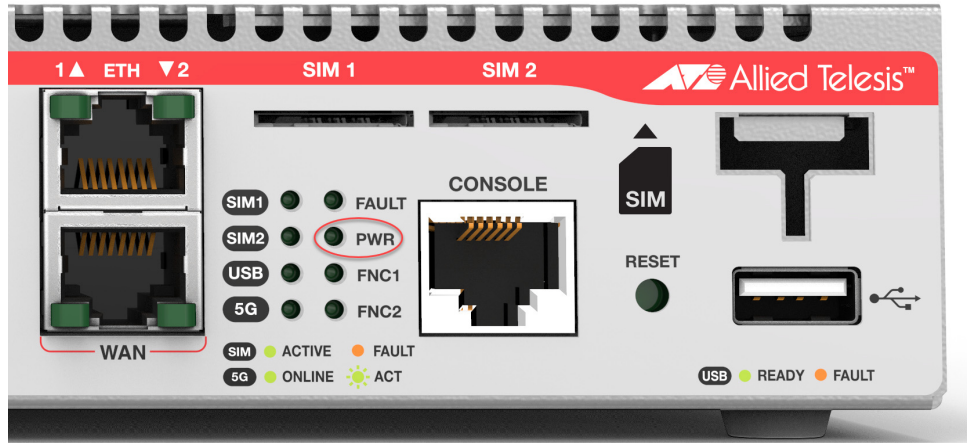 1▲ ETH ▼2
SIM 1
SIM 2
Allied Telesis™
SIM1
FAULT
SIM2
PWR
USB
FNC1
5G
FNC2
CONSOLE
SIM
RESET
WAN
SIM ACTIVE FAULT
5G ONLINE ACT
USB READY FAULT